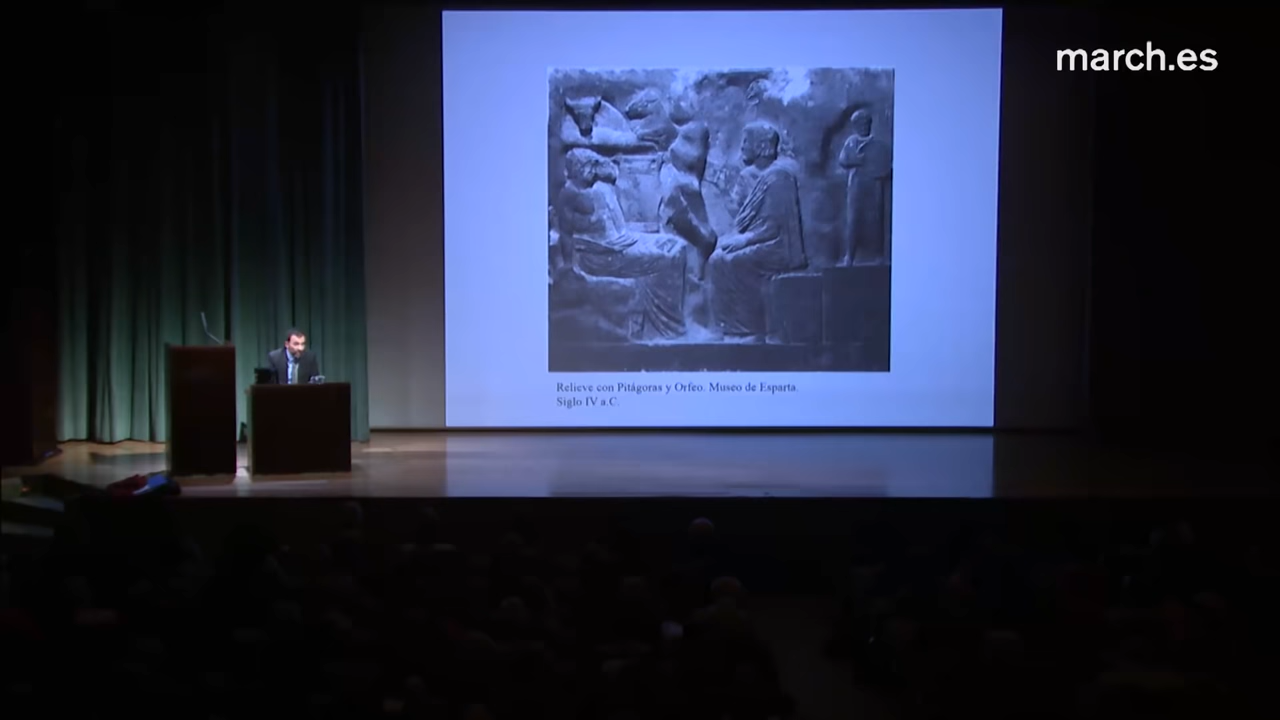 march.es
Relieve con Pitágoras y Orfeo. Museo de Esparta.
Siglo IV a.C.